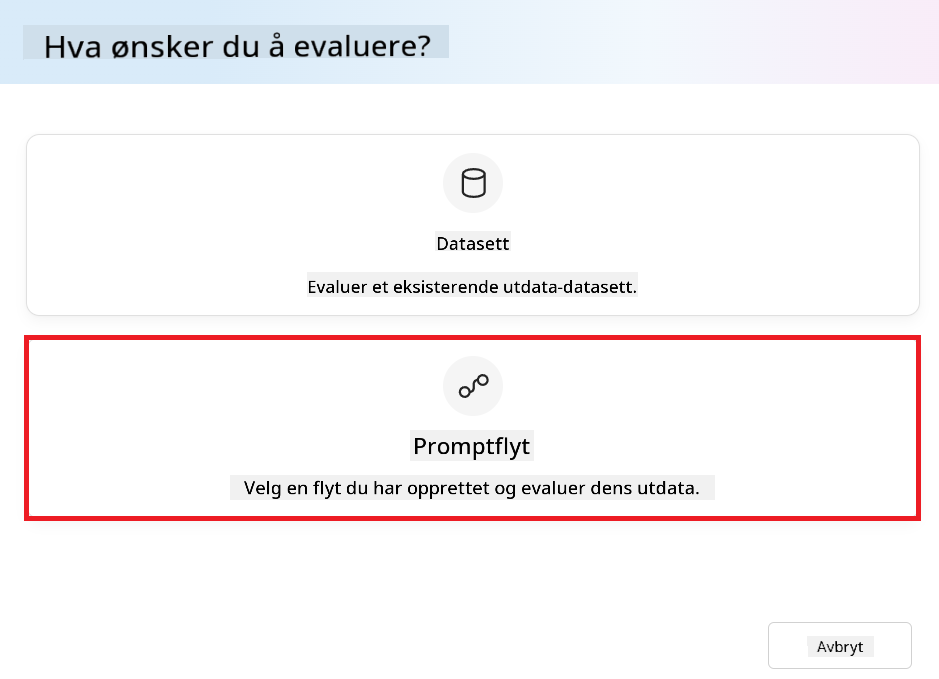 Hva ønsker du å evaluere?
Datasett
Evaluer et eksisterende utdata-datasett.
Promptflyt
Velg en flyt du har opprettet og evaluer dens utdata.
Avbryt